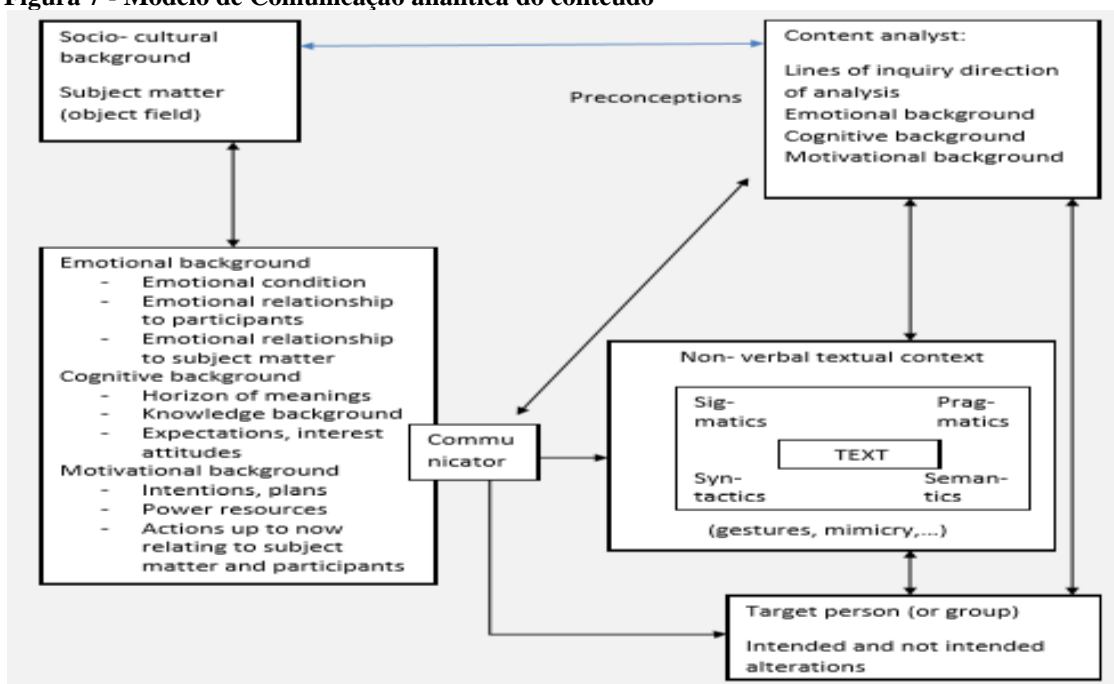 Figura 7 - Modelo de Comunicação analítica do conteúdo
Socio- cultural
background
Subject matter
(object field)
Preconceptions
Content analyst:
Lines of inquiry direction
of analysis
Emotional background
Cognitive background
Motivational background
Emotional background
- Emotional condition
- Emotional relationship
to participants
- Emotional relationship
to subject matter
Cognitive background
- Horizon of meanings
- Knowledge background
- Expectations, interest
attitudes
Motivational background
- Intentions, plans
- Power resources
- Actions up to now
relating to subject
matter and participants
Commu
nicator
Non- verbal textual context
Sig-
matics
Prag-
matics
TEXT
Syn-
tactics
Seman-
tics
(gestures, mimicry,...)
Target person (or group)
Intended and not intended
alterations